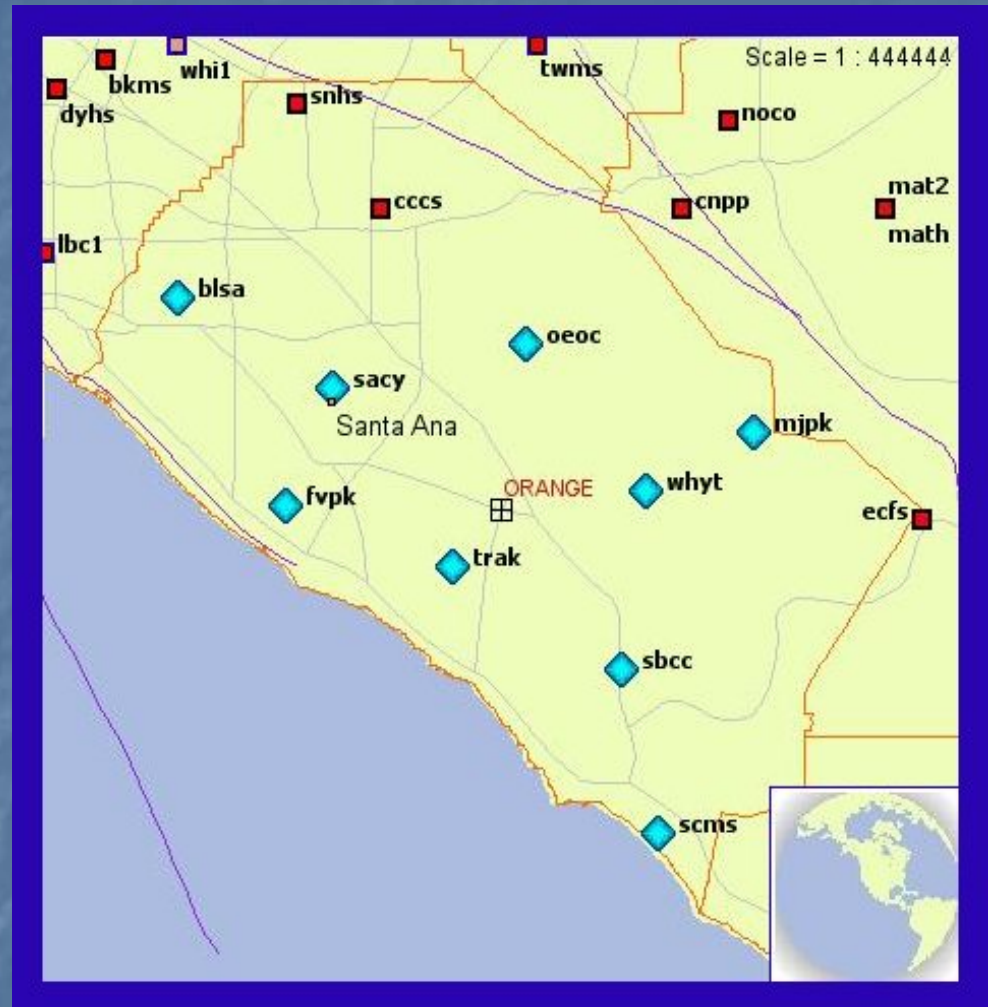 Scale = 1 : 444444
whi1
twms
bkms
snhs
dyhs
noco
mat2
cccs
cnpp
math
lbc1
blsa
oeoc
sacy
Santa Ana
mjpk
ORANGE
whyt
fvpk
ecfs
trak
sbcc
scms